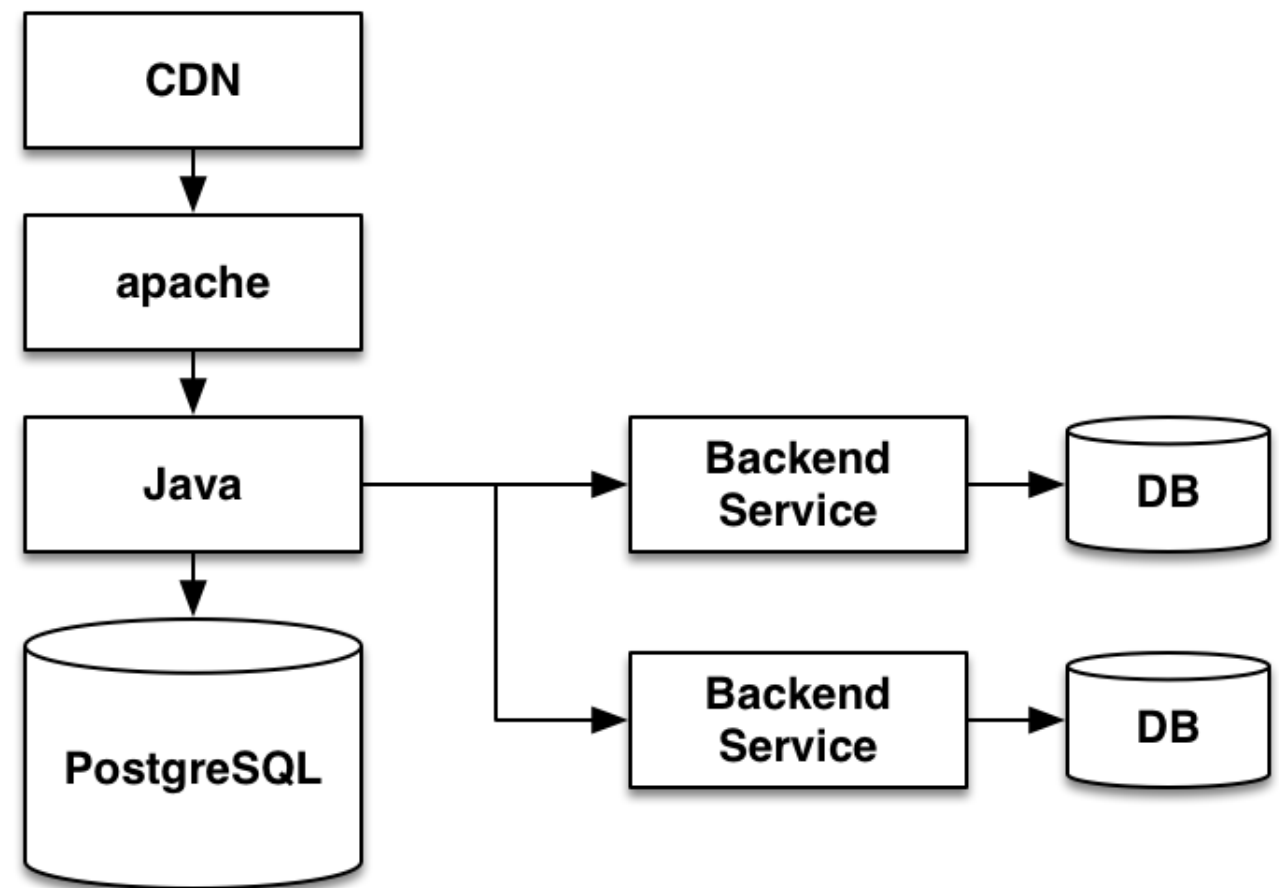 CDN
apache
Java
Backend
Service
DB
PostgreSQL
Backend
Service
DB